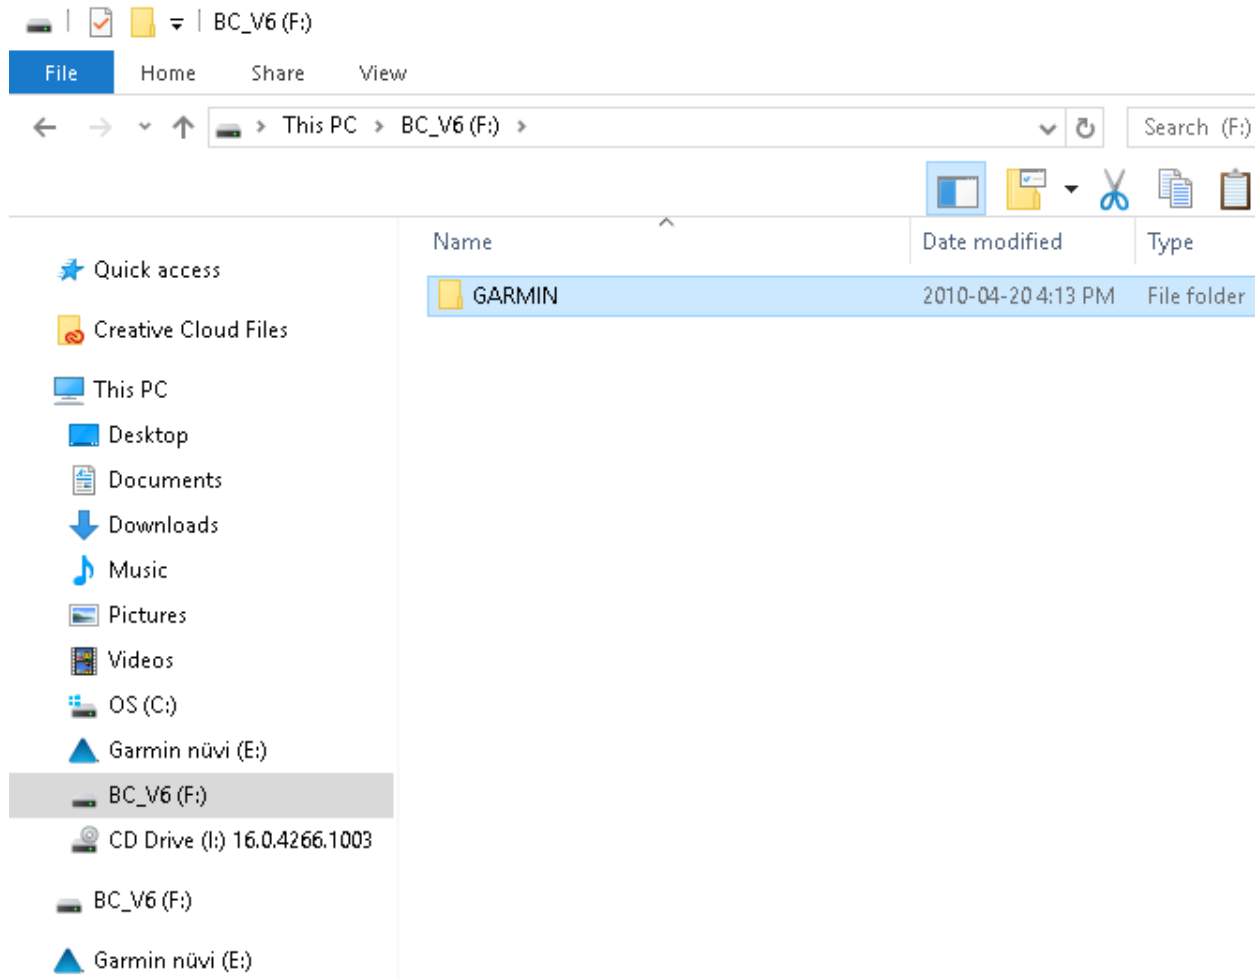 BC_V6 (F:)
File Home Share View
This PC BC_V6 (F:) Search (F:)
Name Date modified Type
GARMIN 2010-04-20 4:13 PM File folder
Quick access
Creative Cloud Files
This PC
Desktop
Documents
Downloads
Music
Pictures
Videos
OS (C:)
Garmin nüvi (E:)
BC_V6 (F:)
CD Drive (I:) 16.0.4266.1003
BC_V6 (F:)
Garmin nüvi (E:)